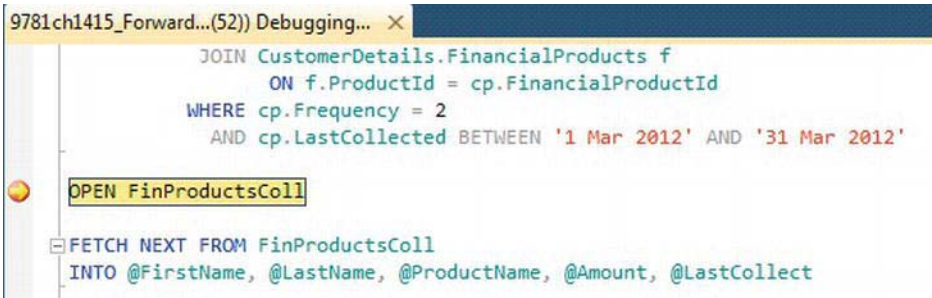 9781ch1415_Forward...(52)) Debugging... ×
JOIN CustomerDetails.FinancialProducts f
ON f.ProductId = cp.FinancialProductId
WHERE cp.Frequency = 2
AND cp.LastCollected BETWEEN '1 Mar 2012' AND '31 Mar 2012'
OPEN FinProductsColl
FETCH NEXT FROM FinProductsColl
INTO @FirstName, @LastName, @ProductName, @Amount, @LastCollect